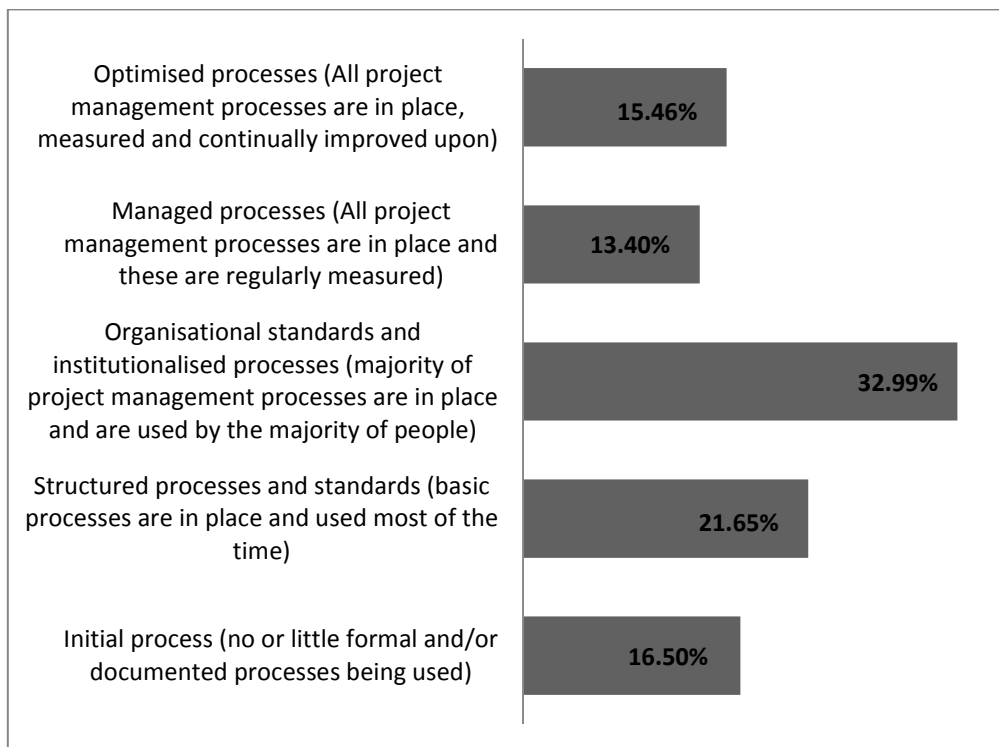 Optimised processes (All project
management processes are in place,
measured and continually improved upon)
15.46%
Managed processes (All project
management processes are in place and
these are regularly measured)
13.40%
Organisational standards and
institutionalised processes (majority of
project management processes are in place
and are used by the majority of people)
32.99%
Structured processes and standards (basic
processes are in place and used most of the
time)
21.65%
Initial process (no or little formal and/or
documented processes being used)
16.50%